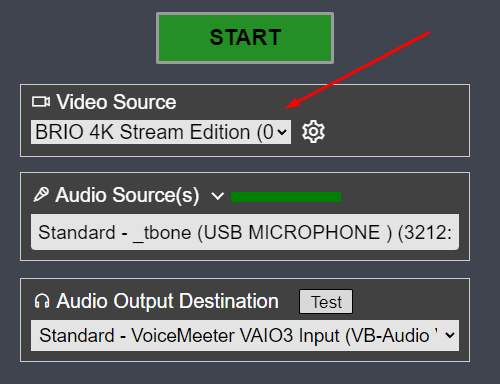 START
Video Source
BRIO 4K Stream Edition (0
Audio Source(s)
Standard - _tbone (USB MICROPHONE ) (3212:
Audio Output Destination
Test
Standard - VoiceMeeter VAIO3 Input (VB-Audio